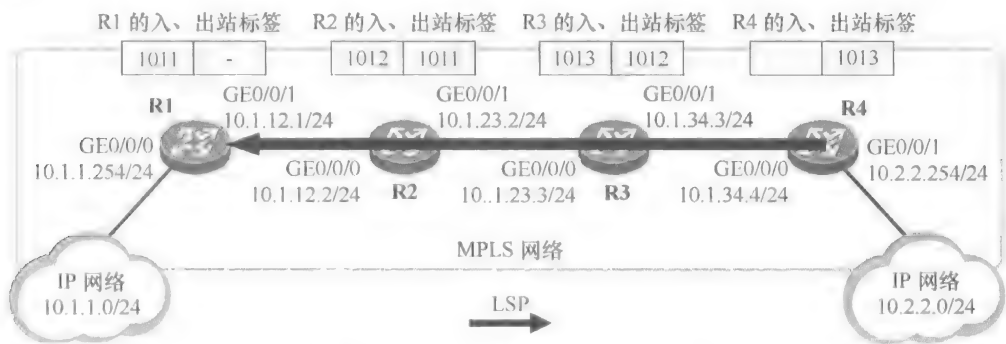 R1 的入、出站标签 R2 的入、出站标签 R3 的入、出站标签 R4 的入、出站标签
1011 - 1012 1011 1013 1012 1013
R1 GE0/0/1 GE0/0/1 GE0/0/1 R4
10.1.12.1/24 10.1.23.2/24 10.1.34.3/24
GE0/0/0 GE0/0/1
10.1.1.254/24 10.2.2.254/24
GE0/0/0 R2 GE0/0/0 R3 GE0/0/0
10.1.12.2/24 10..1.23.3/24 10.1.34.4/24
MPLS 网络
IP 网络 IP 网络
10.1.1.0/24 10.2.2.0/24
LSP